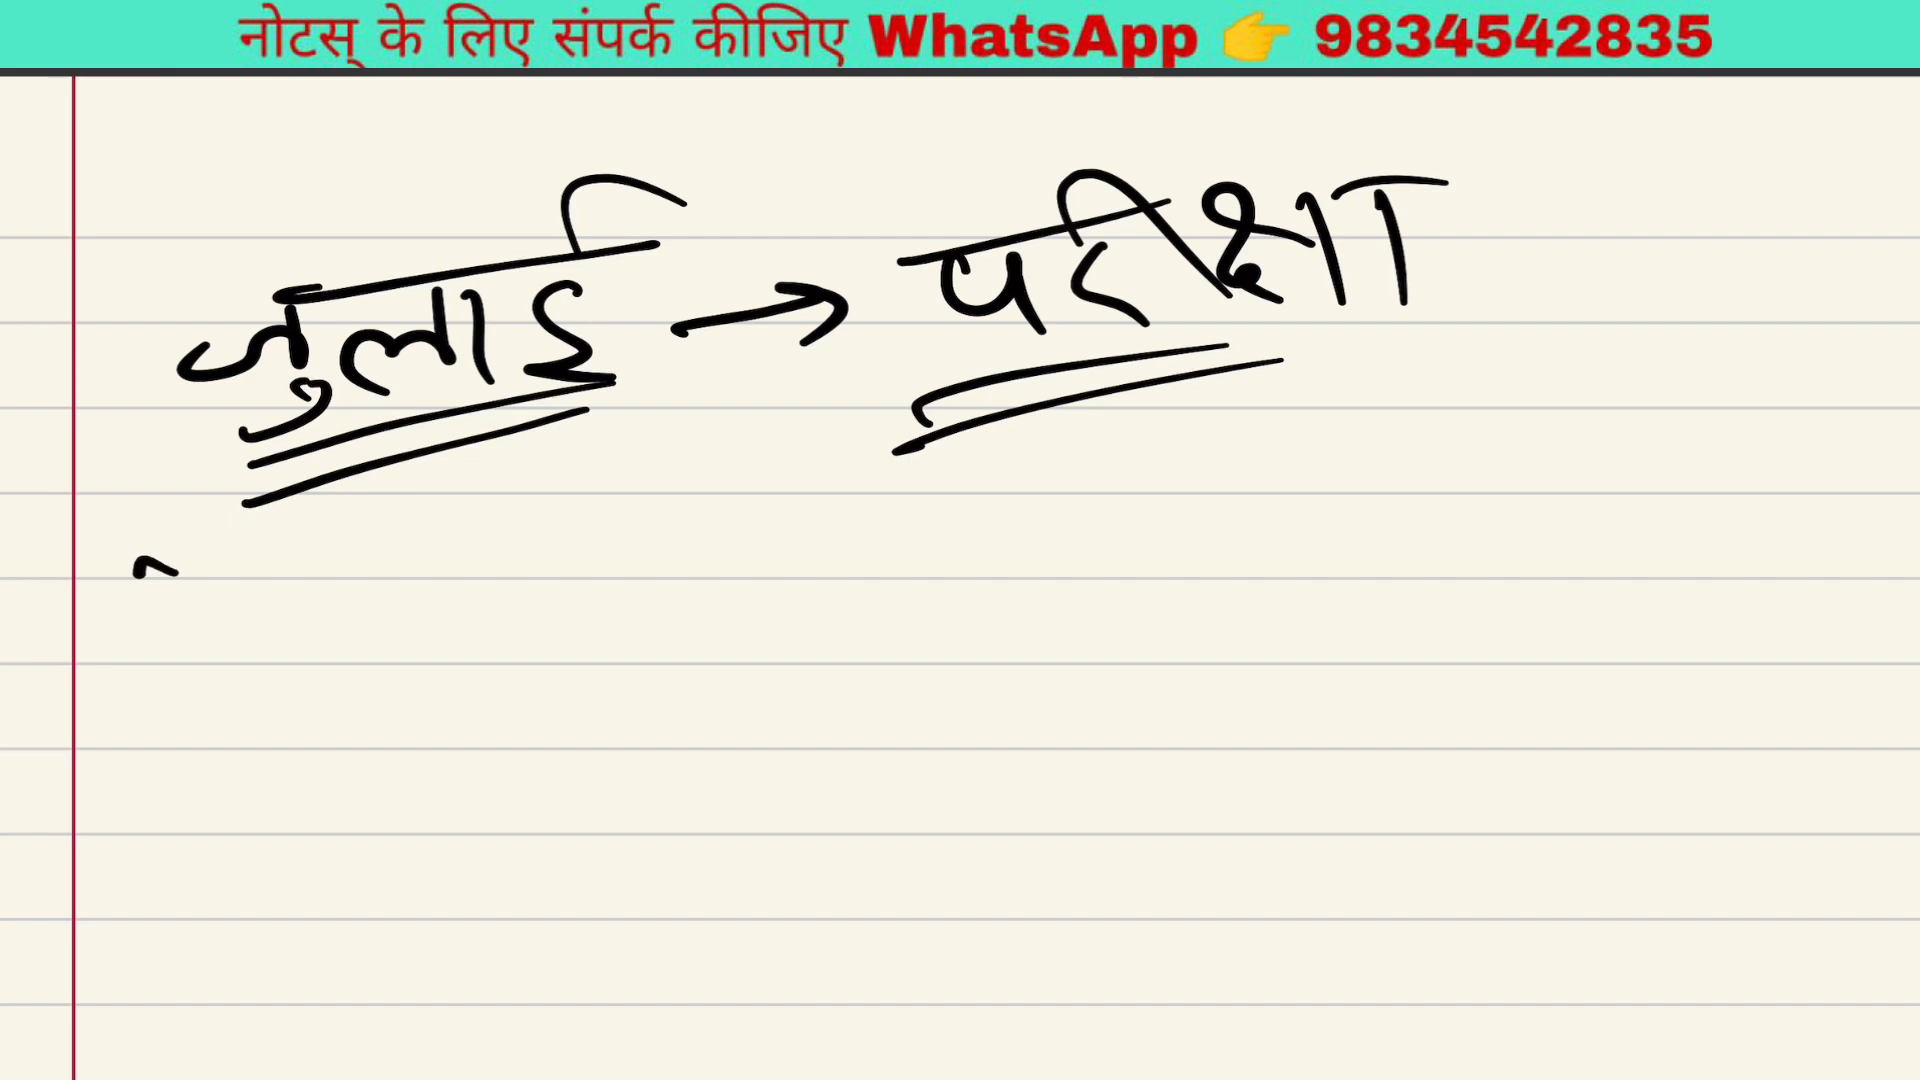 नोटस् के लिए संपर्क कीजिए WhatsApp 👉 9834542835
जुलाई → परीक्षा